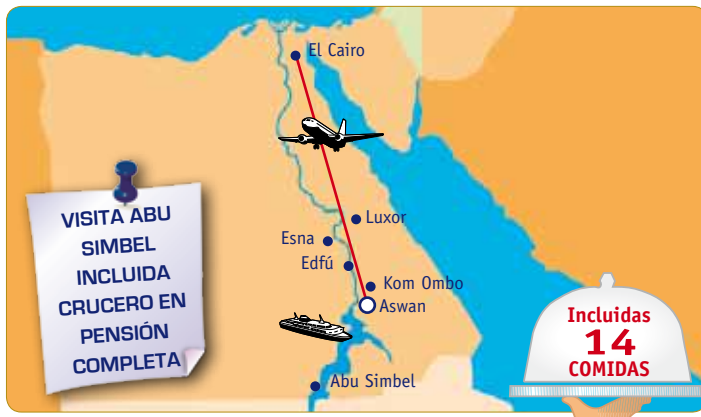 El Cairo
VISITA ABU
SIMBEL
INCLUIDA
CRUCERO EN
PENSIÓN
COMPLETA
Luxor
Esna
Edfú
Kom Ombo
Aswan
Abu Simbel
Incluidas
14
COMIDAS